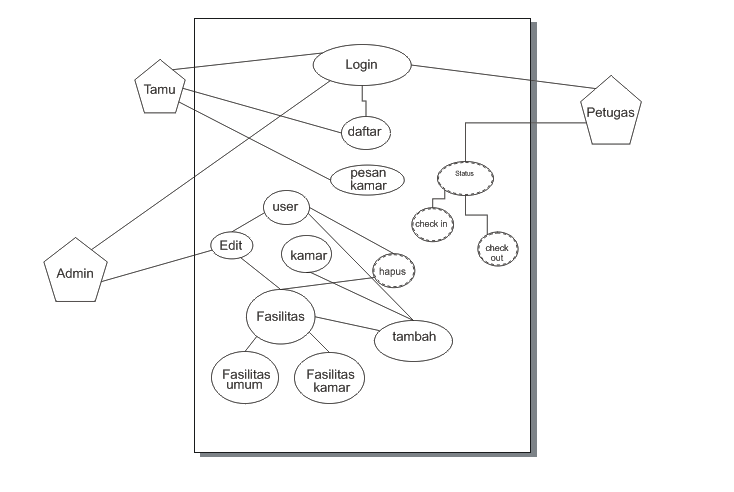 Login
Tamu
Petugas
daftar
pesan
kamar
Status
user
check in
Edit
kamar
check
out
Admin
hapus
Fasilitas
tambah
Fasilitas
umum
Fasilitas
kamar